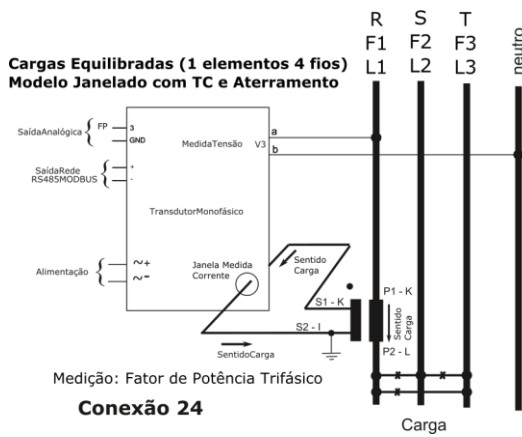 R S T
F1 F2 F3
L1 L2 L3
neutro
Cargas Equilibradas (1 elementos 4 fios)
Modelo Janelado com TC e Aterramento
SaídaAnalógica
FP
3
GND
MedidaTensão
V3
a
b
SaídaRede
RS485MODBUS
+
-
TransdutorMonofásico
Alimentação
~+
~-
Janela Medida
Corrente
Sentido
Carga
S1 - K
S2 - I
P1 - K
Sentido
Carga
P2 - L
SentidoCarga
Medição: Fator de Potência Trifásico
Conexão 24
Carga